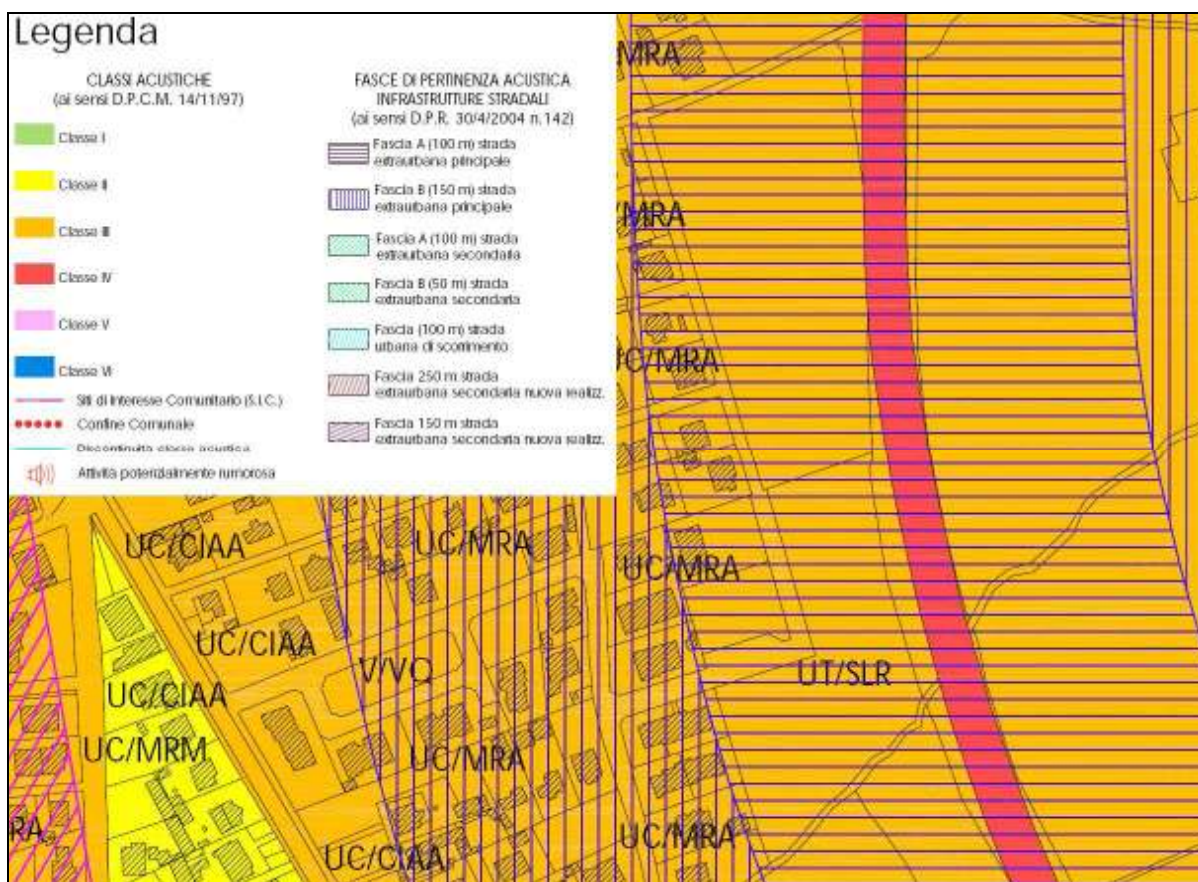 Legenda
CLASSI ACUSTICHE
(ai sensi D.P.C.M. 14/11/97)
Classe I
Classe II
Classe III
Classe IV
Classe V
Classe VI
Siti di Interesse Comunitario (S.I.C.)
Confine Comunale
Discontinuità classe acustica
Attività potenzialmente rumorosa
FASCE DI PERTINENZA ACUSTICA
INFRASTRUTTURE STRADALI
(ai sensi D.P.R. 30/4/2004 n.142)
Fascia A (100 m) strada
extraurbana principale
Fascia B (150 m) strada
extraurbana principale
Fascia A (100 m) strada
extraurbana secondaria
Fascia B (50 m) strada
extraurbana secondaria
Fascia (100 m) strada
urbana di scorrimento
Fascia 250 m strada
extraurbana secondaria nuova realizz.
Fascia 150 m strada
extraurbana secondaria nuova realizz.
MRA
/MRA
UC/MRA
UC/CIAA
UC/MRA
UC/MRA
UC/CIAA
V/VQ
UT/SLR
UC/CIAA
UC/MRM
UC/MRA
RA
UC/CIAA
UC/MRA